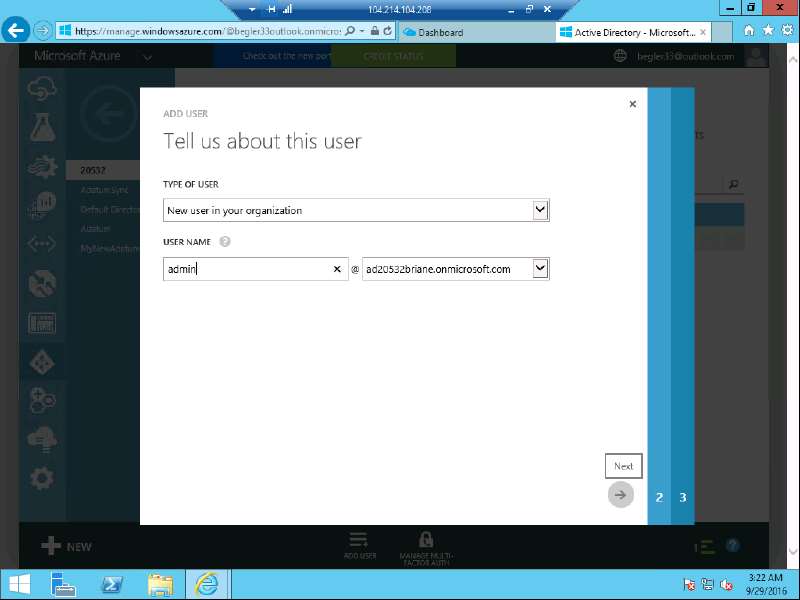 104.214.104.208
https://manage.windowsazure.com/@begler33outlook.onmicros
Dashboard
Active Directory - Microsoft...
Microsoft Azure
Check out the new port
CREDIT STATUS
begler33@outlook.com
ADD USER
Tell us about this user
TYPE OF USER
New user in your organization
USER NAME
admin
@
ad20532briane.onmicrosoft.com
20532
Adatum Sync
Default Director
Adatum
MyNewAdatum
Next
2
3
NEW
ADD USER
MANAGE MULTI-
FACTOR AUTH
1
3:22 AM
9/29/2016